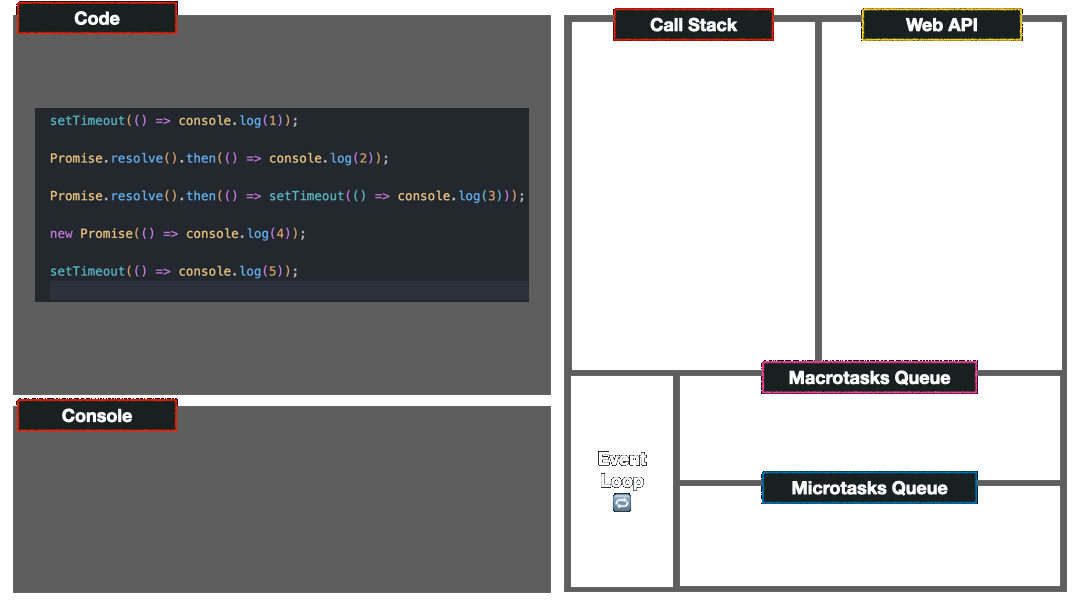 Code
setTimeout(() => console.log(1));
Promise.resolve().then(() => console.log(2));
Promise.resolve().then(() => setTimeout(() => console.log(3)));
new Promise(() => console.log(4));
setTimeout(() => console.log(5));
Console
Call Stack
Web API
Macrotasks Queue
Event
Loop
Microtasks Queue